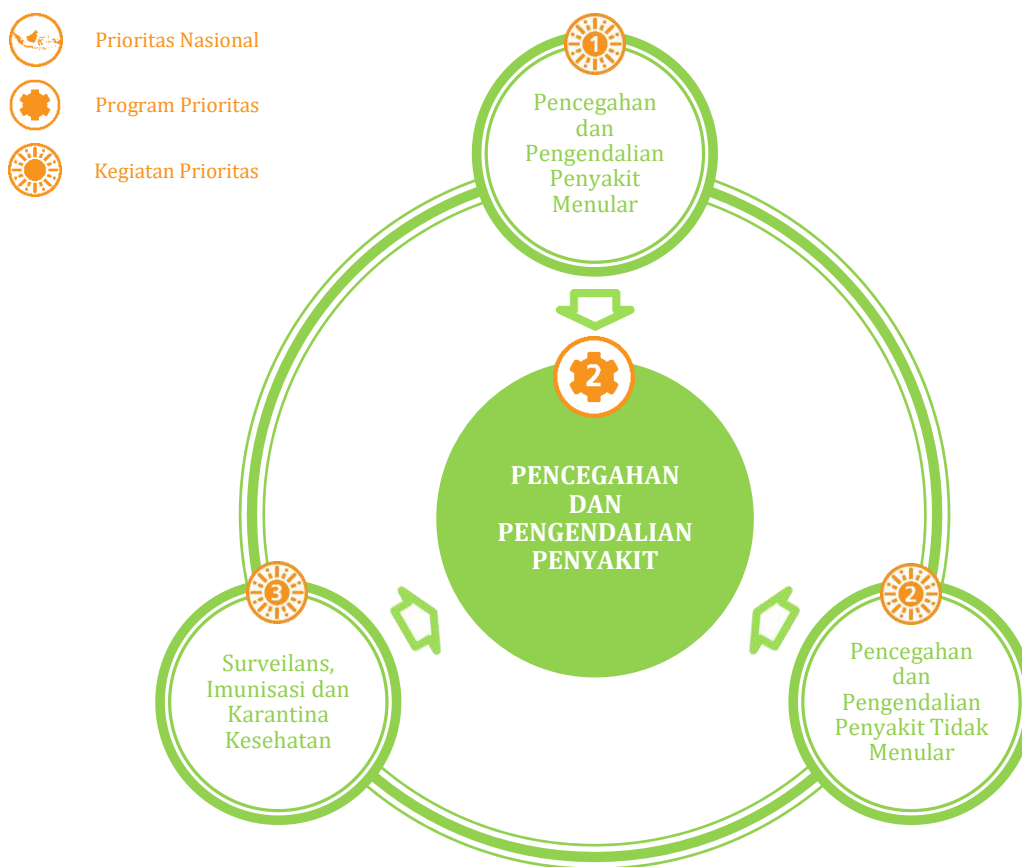 Prioritas Nasional
Program Prioritas
Kegiatan Prioritas
1
Pencegahan
dan
Pengendalian
Penyakit
Menular
2
PENCEGAHAN
DAN
PENGENDALIAN
PENYAKIT
3
Surveilans,
Imunisasi dan
Karantina
Kesehatan
2
Pencegahan
dan
Pengendalian
Penyakit Tidak
Menular